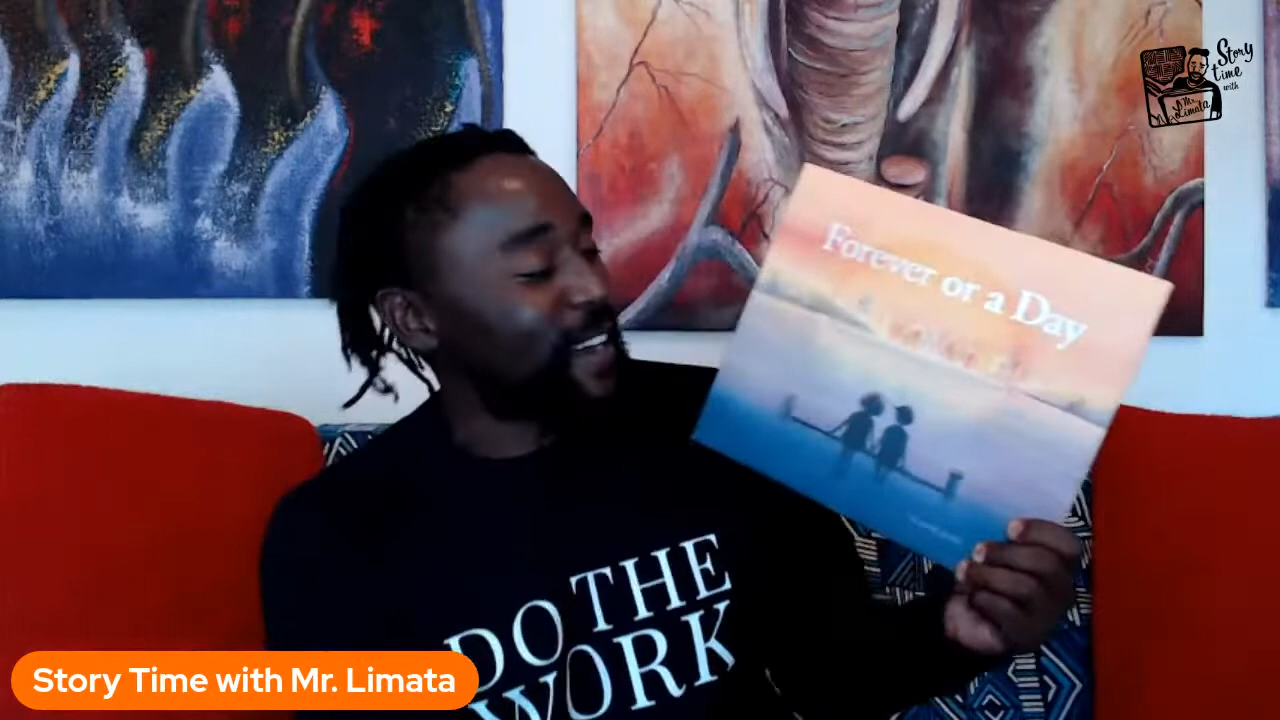 Story
time
with
Mr.
Limata
Forever or a Day
DO THE
WORK
Story Time with Mr. Limata